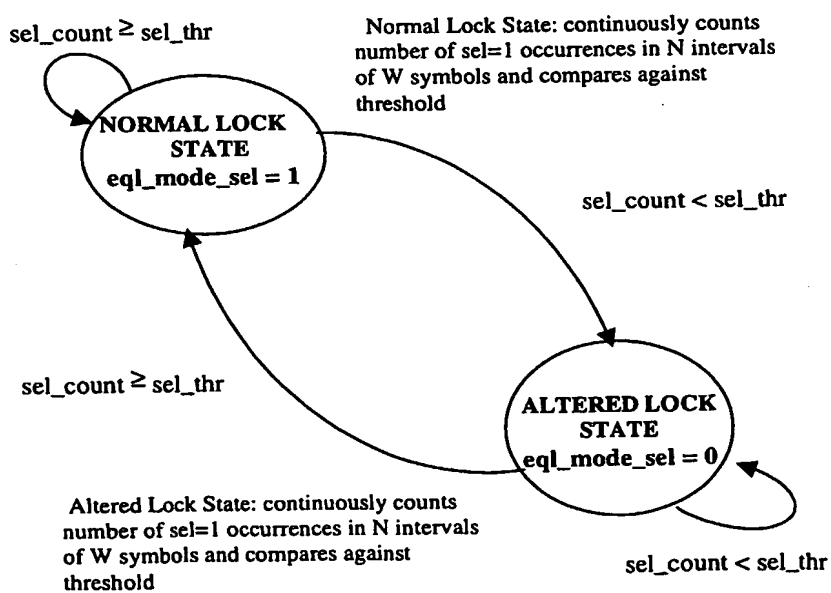 sel_count ≥ sel_thr
Normal Lock State: continuously counts
number of sel=1 occurrences in N intervals
of W symbols and compares against
threshold
NORMAL LOCK
STATE
eql_mode_sel = 1
sel_count < sel_thr
sel_count ≥ sel_thr
ALTERED LOCK
STATE
eql_mode_sel = 0
Altered Lock State: continuously counts
number of sel=1 occurrences in N intervals
of W symbols and compares against
threshold
sel_count < sel_thr